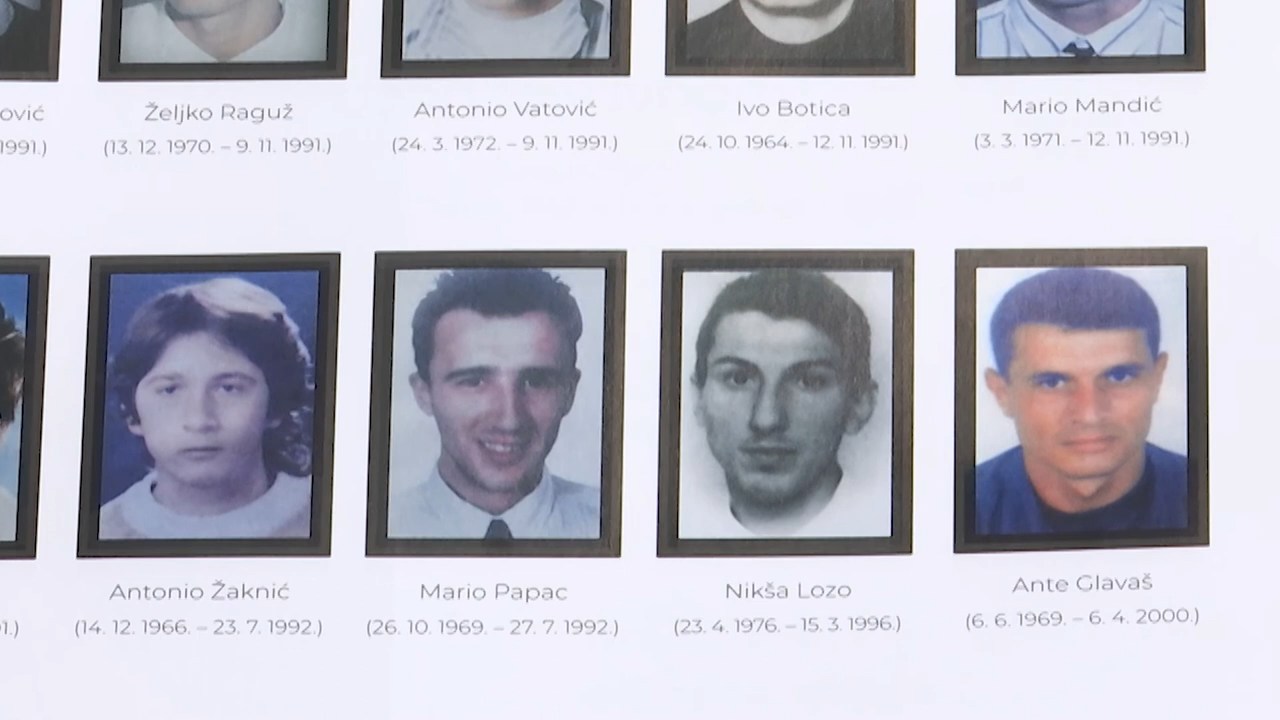 ović Željko Raguž Antonio Vatović Ivo Botica Mario Mandić
1991.) (13. 12. 1970. – 9. 11. 1991.) (24. 3. 1972. – 9. 11. 1991.) (24. 10. 1964. – 12. 11. 1991.) (3. 3. 1971. – 12. 11. 1991.)
Antonio Žaknić Mario Papac Nikša Lozo Ante Glavaš
1.) (14. 12. 1966. – 23. 7. 1992.) (26. 10. 1969. – 27. 7. 1992.) (23. 4. 1976. – 15. 3. 1996.) (6. 6. 1969. – 6. 4. 2000.)